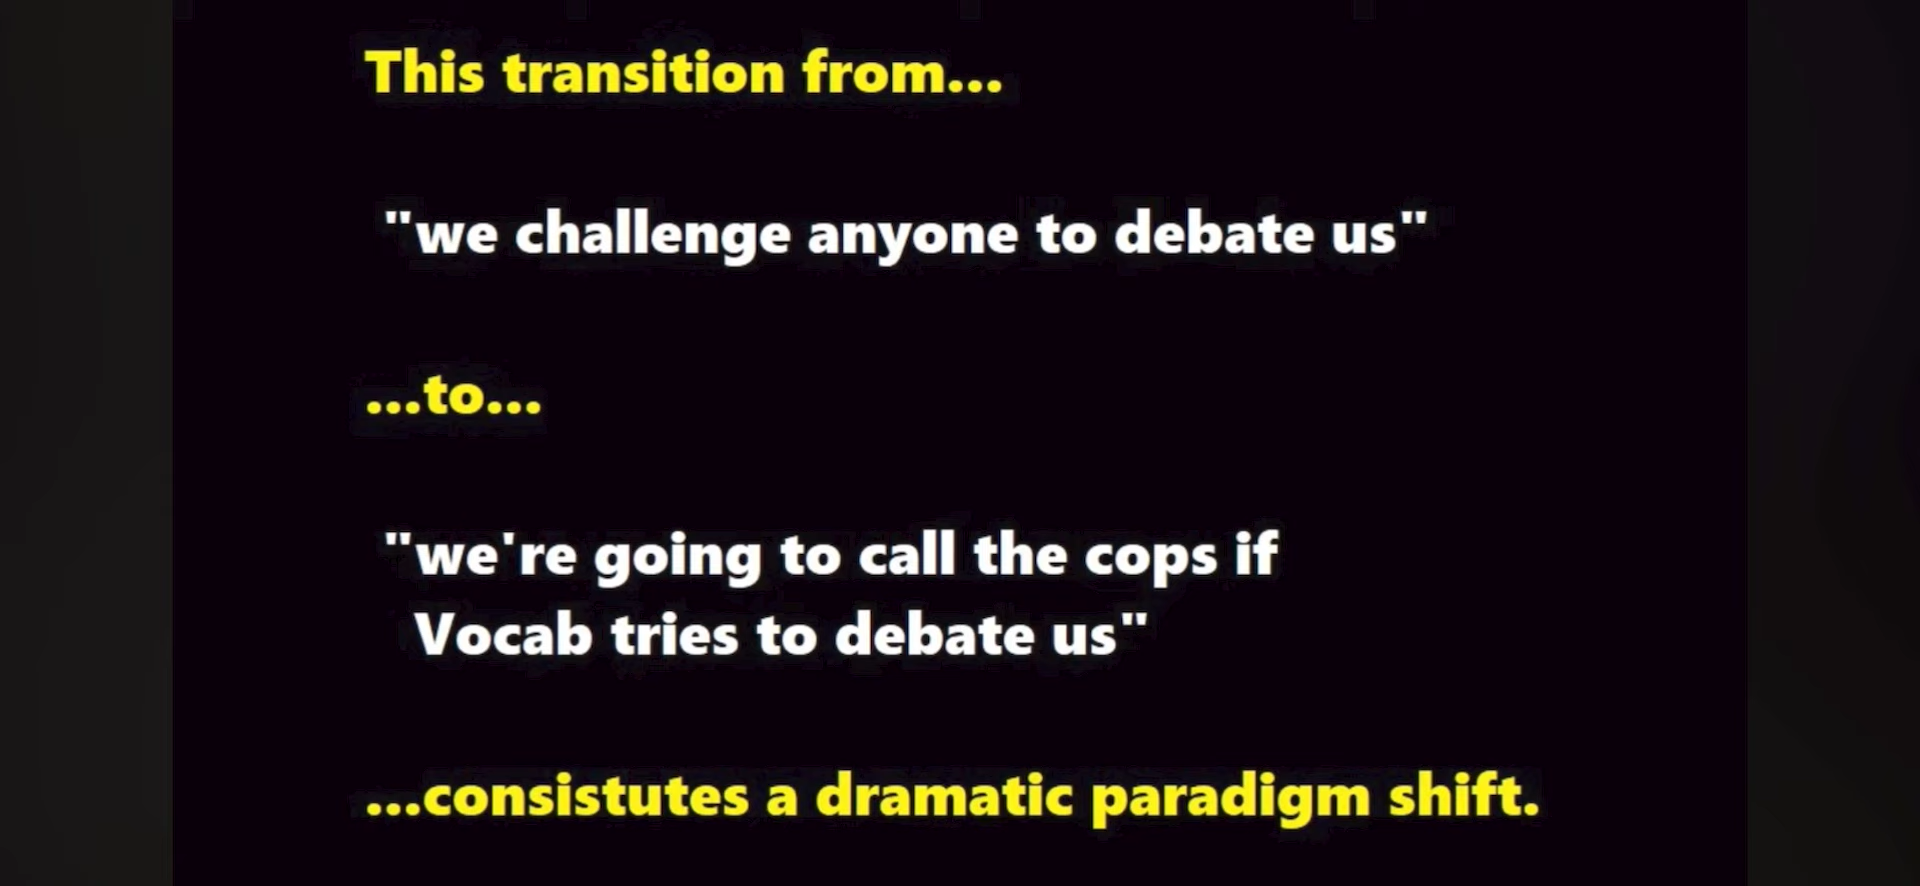 This transition from...
"we challenge anyone to debate us"
...to...
"we're going to call the cops if
Vocab tries to debate us"
...consistutes a dramatic paradigm shift.